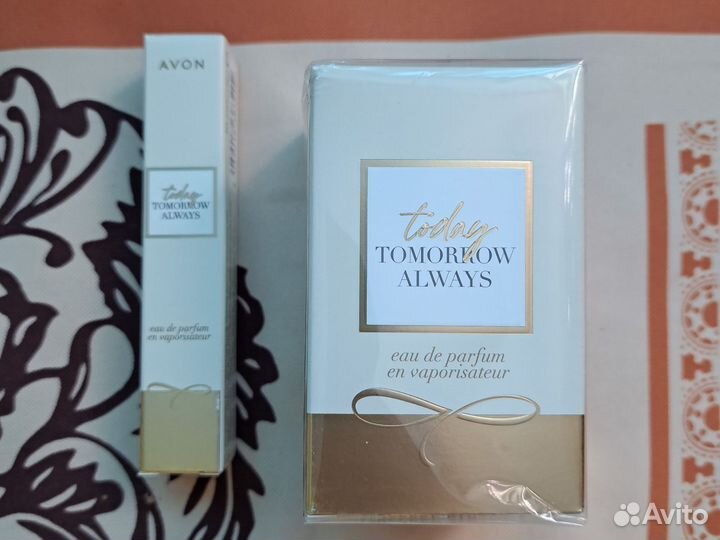 AVON
today
TOMORROW
ALWAYS
eau de parfum
en vaporisateur
today
TOMORROW
ALWAYS
eau de parfum
en vaporisateur
Avito